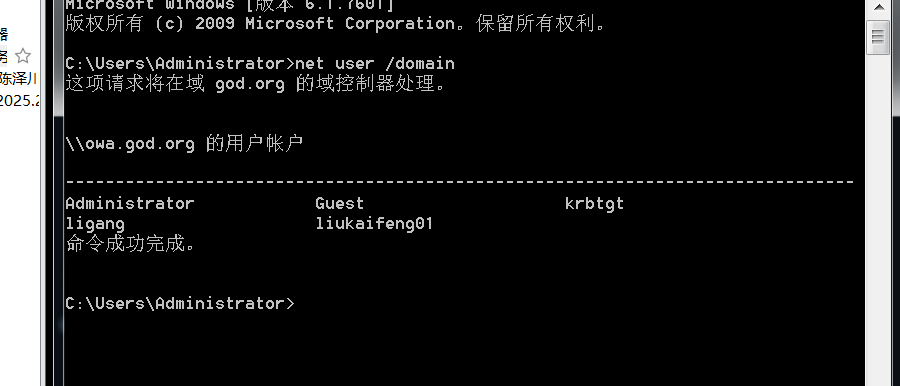 Microsoft Windows [版本 6.1.7601]
版权所有 (c) 2009 Microsoft Corporation。保留所有权利。
C:\Users\Administrator>net user /domain
这项请求将在域 god.org 的域控制器处理。
\\owa.god.org 的用户帐户
-------------------------------------------------------------------------------
Administrator Guest krbtgt
ligang liukaifeng01
命令成功完成。
C:\Users\Administrator>
器
务
陈泽川
2025.2